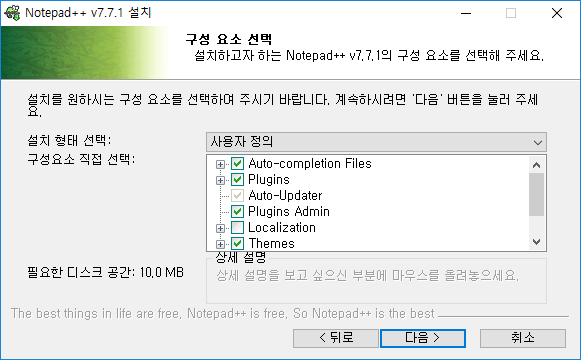 Notepad++ v7.7.1 설치
구성 요소 선택
설치하고자 하는 Notepad++ v7.7.1의 구성 요소를 선택해 주세요.
설치를 원하시는 구성 요소를 선택하여 주시기 바랍니다. 계속하시려면 '다음' 버튼을 눌러 주세
요.
설치 형태 선택:
사용자 정의
구성요소 직접 선택:
Auto-completion Files
Plugins
Auto-Updater
Plugins Admin
Localization
Themes
상세 설명
필요한 디스크 공간: 10.0 MB
상세 설명을 보고 싶으신 부분에 마우스를 올려놓으세요.
The best things in life are free. Notepad++ is free. So Notepad++ is the best
< 뒤로
다음 >
취소